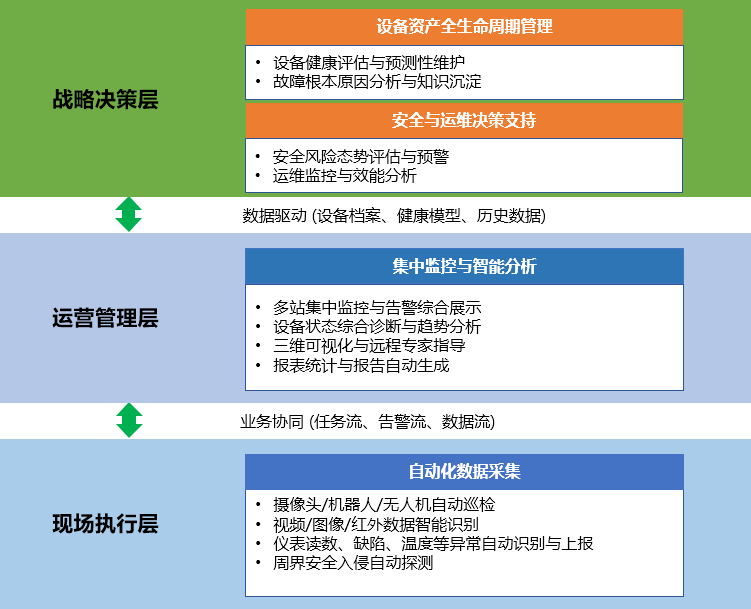 设备资产全生命周期管理
• 设备健康评估与预测性维护
• 故障根本原因分析与知识沉淀
战略决策层
安全与运维决策支持
• 安全风险态势评估与预警
• 运维监控与效能分析
数据驱动 (设备档案、健康模型、历史数据)
集中监控与智能分析
运营管理层
• 多站集中监控与告警综合展示
• 设备状态综合诊断与趋势分析
• 三维可视化与远程专家指导
• 报表统计与报告自动生成
业务协同 (任务流、告警流、数据流)
自动化数据采集
现场执行层
• 摄像头/机器人/无人机自动巡检
• 视频/图像/红外数据智能识别
• 仪表读数、缺陷、温度等异常自动识别与上报
• 周界安全入侵自动探测